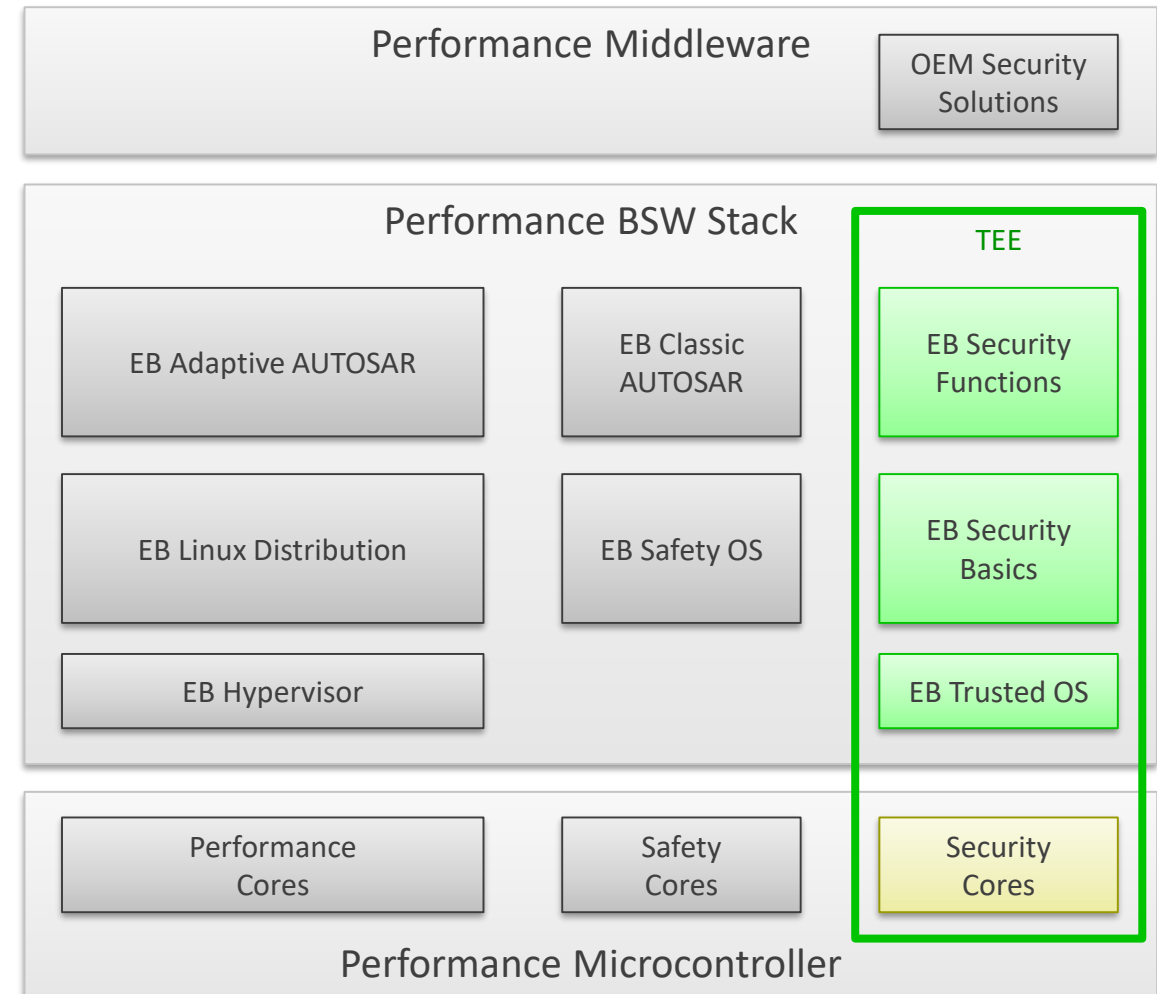 Performance Middleware
OEM Security
Solutions
Performance BSW Stack
TEE
EB Adaptive AUTOSAR
EB Classic
AUTOSAR
EB Security
Functions
EB Linux Distribution
EB Safety OS
EB Security
Basics
EB Hypervisor
EB Trusted OS
Performance
Cores
Safety
Cores
Security
Cores
Performance Microcontroller